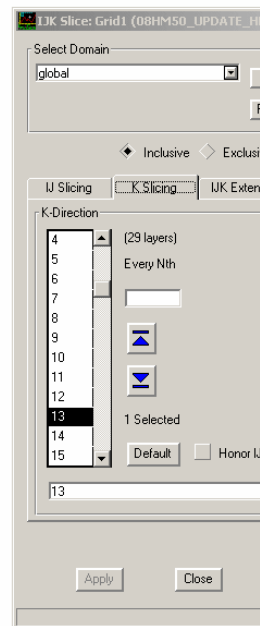 IJK Slice: Grid1 (08HM50_UPDATE_H
Select Domain
global
Inclusive Exclusi
IJ Slicing K Slicing IJK Exten
K-Direction
4
5
6
7
8
9
10
11
12
13
14
15
(29 layers)
Every Nth
1 Selected
Default Honor IJ
13
Apply Close